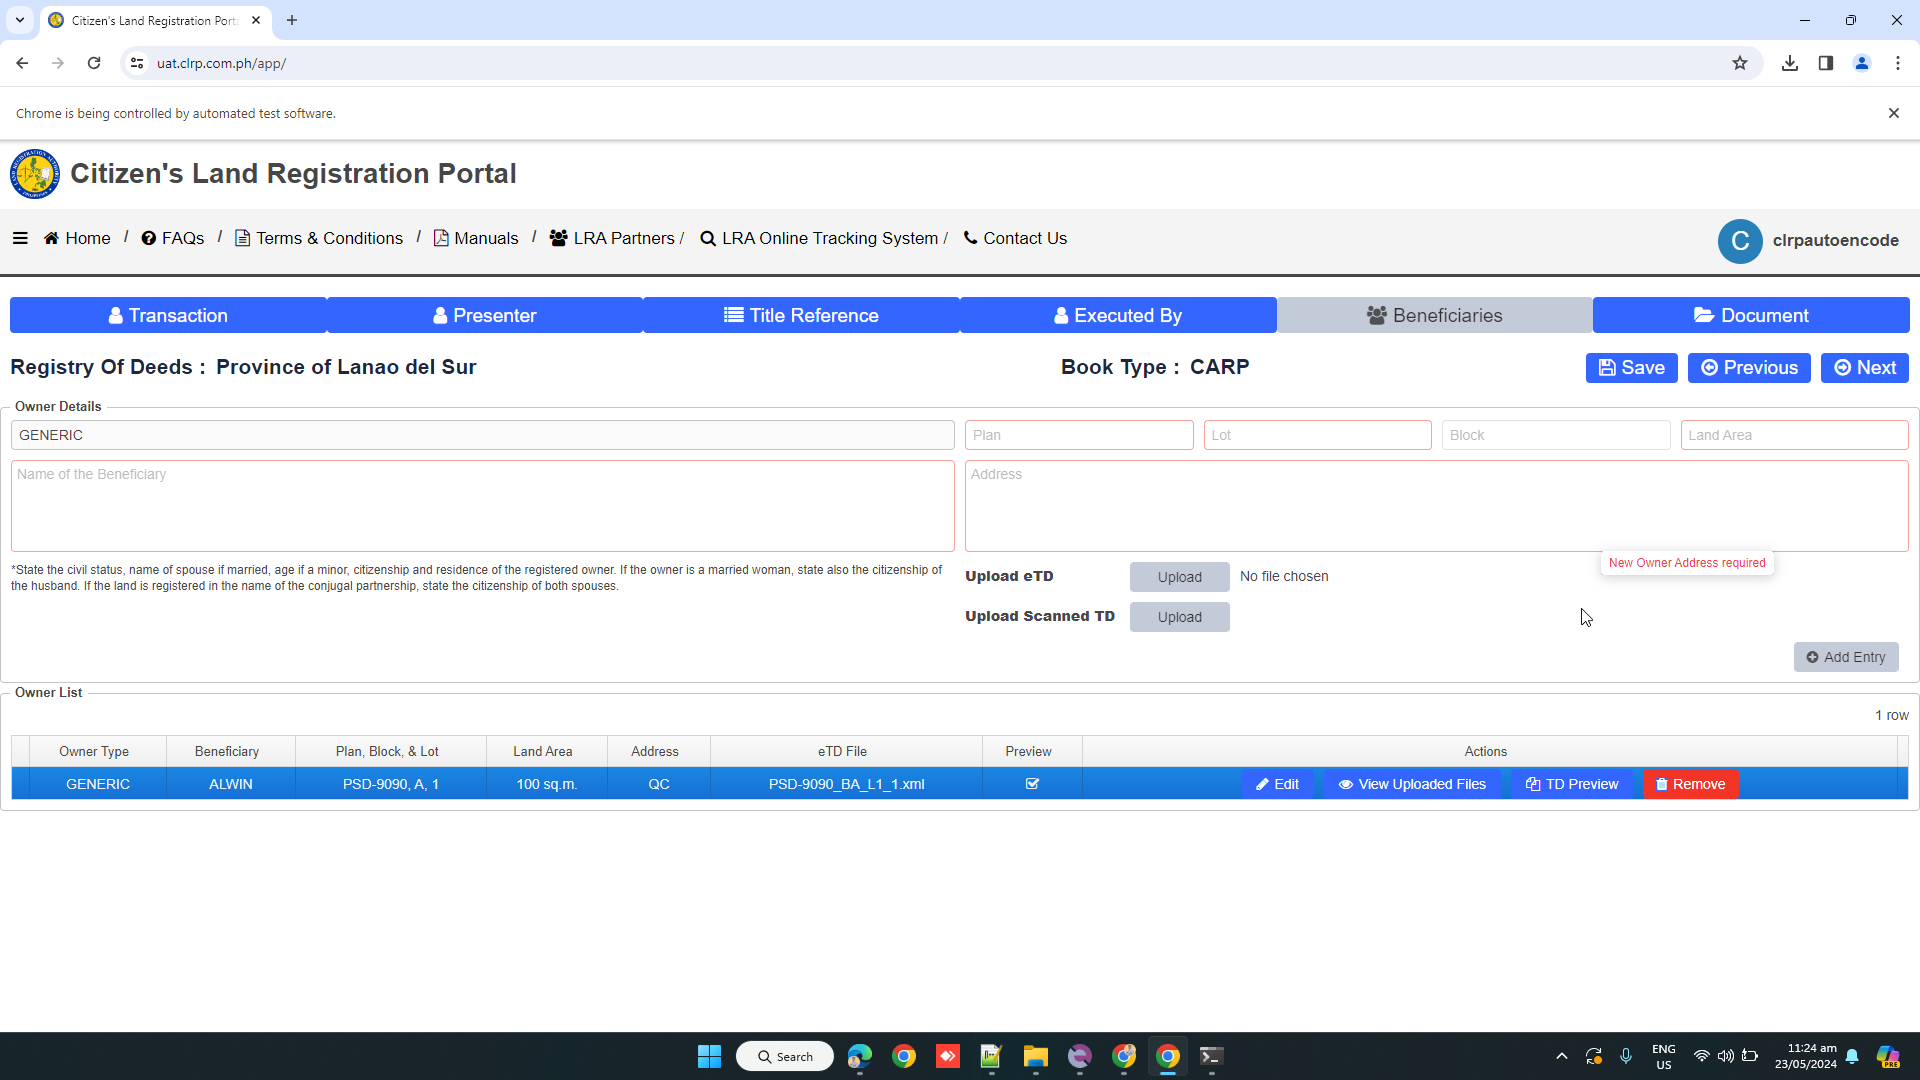 Citizen's Land Registration Porta
uat.clrp.com.ph/app/
Chrome is being controlled by automated test software.
Citizen's Land Registration Portal
Home / FAQs / Terms & Conditions / Manuals / LRA Partners / LRA Online Tracking System / Contact Us
C clrpautoencode
Transaction Presenter Title Reference Executed By Beneficiaries Document
Registry Of Deeds : Province of Lanao del Sur Book Type : CARP Save Previous Next
Owner Details
GENERIC Plan Lot Block Land Area
Name of the Beneficiary Address
New Owner Address required
*State the civil status, name of spouse if married, age if a minor, citizenship and residence of the registered owner. If the owner is a married woman, state also the citizenship of
the husband. If the land is registered in the name of the conjugal partnership, state the citizenship of both spouses.
Upload eTD Upload No file chosen
Upload Scanned TD Upload
Add Entry
Owner List
1 row
Owner Type Beneficiary Plan, Block, & Lot Land Area Address eTD File Preview Actions
GENERIC ALWIN PSD-9090, A, 1 100 sq.m. QC PSD-9090_BA_L1_1.xml Edit View Uploaded Files TD Preview Remove
Search
ENG
US
11:24 am
23/05/2024
PRE